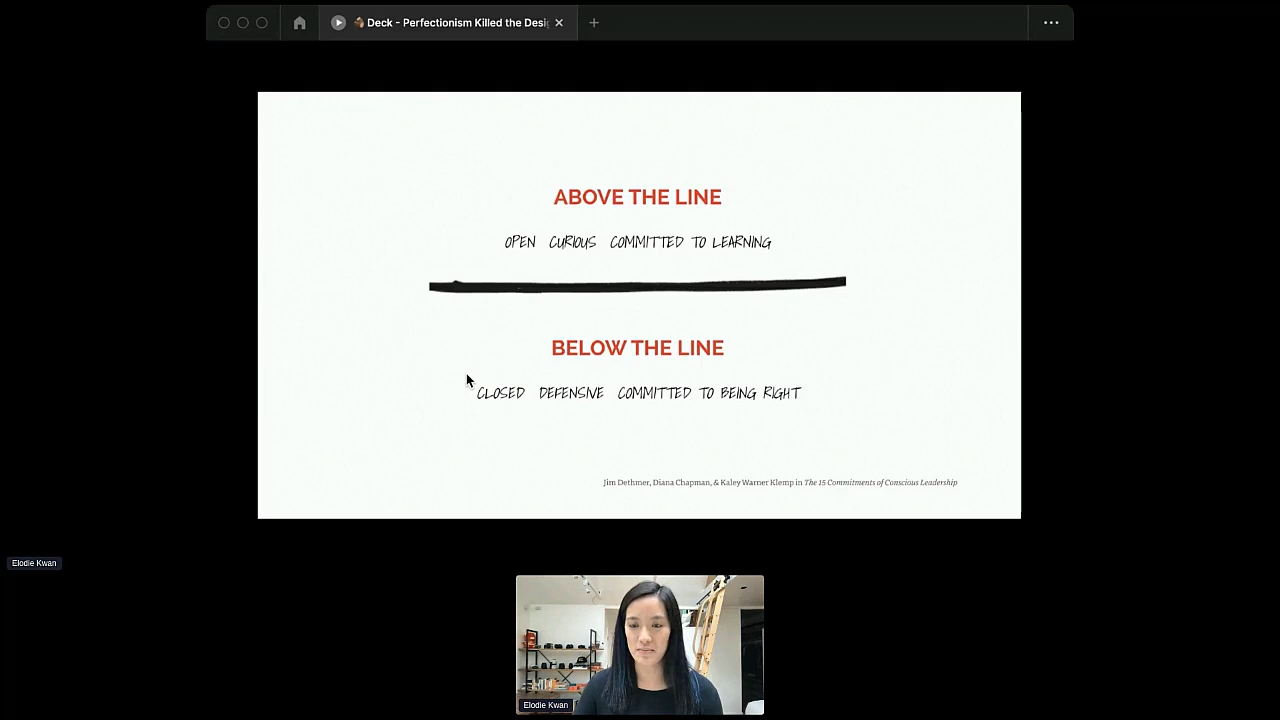 Deck - Perfectionism Killed the Desig
ABOVE THE LINE
OPEN CURIOUS COMMITTED TO LEARNING
BELOW THE LINE
CLOSED DEFENSIVE COMMITTED TO BEING RIGHT
Jim Dethmer, Diana Chapman, & Kaley Warner Klemp in The 15 Commitments of Conscious Leadership
Elodie Kwan
Elodie Kwan